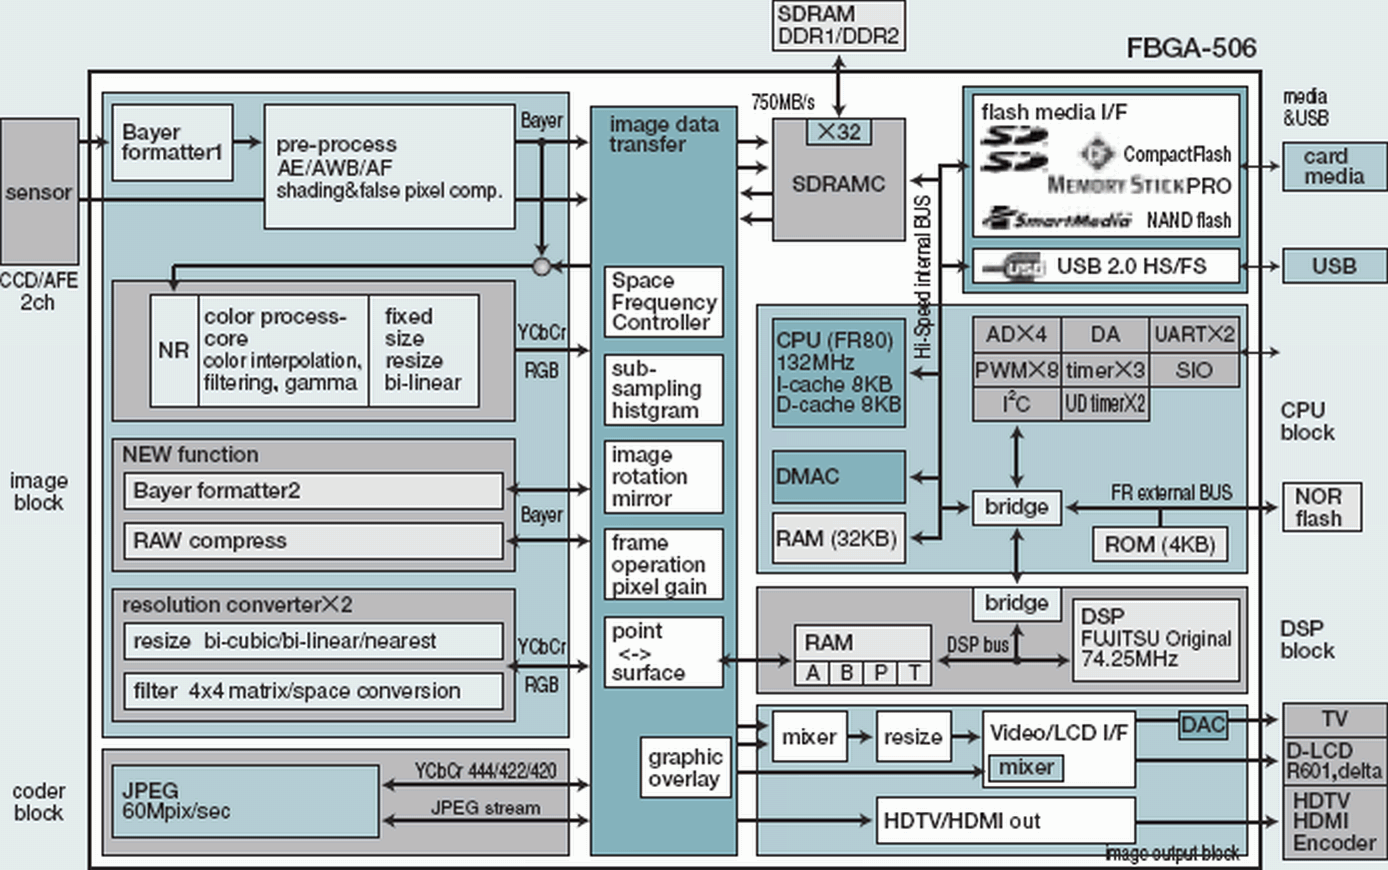 SDRAM
DDR1/DDR2
FBGA-506
750MB/s
media
&USB
sensor
CCD/AFE
2ch
Bayer
formatter1
pre-process
AE/AWB/AF
shading&false pixel comp.
Bayer
image data
transfer
×32
SDRAMC
Hi-Speed internal BUS
flash media I/F
SD
SD
CompactFlash
MEMORY STICK PRO
SmartMedia NAND flash
USB 2.0 HS/FS
card
media
USB
NR
color process-
core
color interpolation,
filtering, gamma
fixed
size
resize
bi-linear
YCbCr
RGB
Space
Frequency
Controller
sub-
sampling
histgram
image
rotation
mirror
frame
operation
pixel gain
point
<->
surface
graphic
overlay
CPU (FR80)
132MHz
I-cache 8KB
D-cache 8KB
DMAC
RAM (32KB)
AD×4 DA UART×2
PWM×8 timer×3 SIO
I²C UD timer×2
bridge
FR external BUS
ROM (4KB)
CPU
block
NOR
flash
image
block
NEW function
Bayer formatter2
RAW compress
Bayer
resolution converter×2
resize bi-cubic/bi-linear/nearest
filter 4x4 matrix/space conversion
YCbCr
RGB
bridge
RAM
A B P T
DSP bus
DSP
FUJITSU Original
74.25MHz
DSP
block
coder
block
JPEG
60Mpix/sec
YCbCr 444/422/420
JPEG stream
mixer
resize
Video/LCD I/F
mixer
DAC
HDTV/HDMI out
image output block
TV
D-LCD
R601,delta
HDTV
HDMI
Encoder